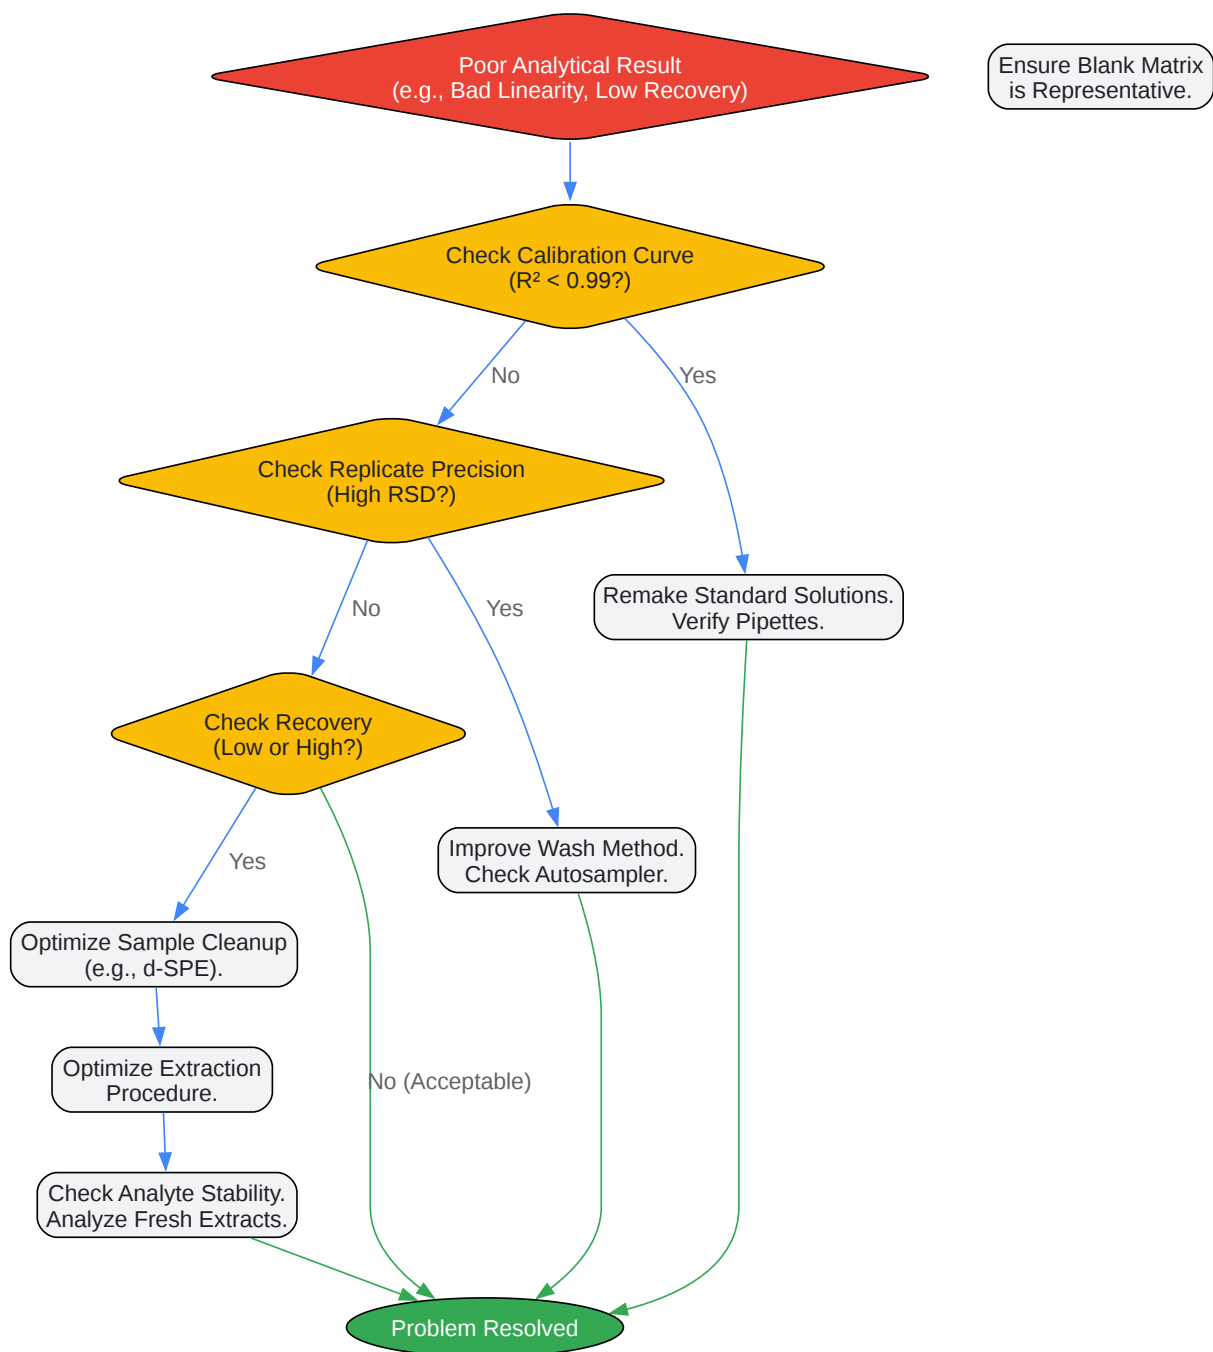 Poor Analytical Result
(e.g., Bad Linearity, Low Recovery)
Ensure Blank Matrix
is Representative.
Check Calibration Curve
(R² < 0.99?)
No
Yes
Check Replicate Precision
(High RSD?)
No
Yes
Remake Standard Solutions.
Verify Pipettes.
Check Recovery
(Low or High?)
Yes
Improve Wash Method.
Check Autosampler.
Optimize Sample Cleanup
(e.g., d-SPE).
Optimize Extraction
Procedure.
No (Acceptable)
Check Analyte Stability.
Analyze Fresh Extracts.
Problem Resolved